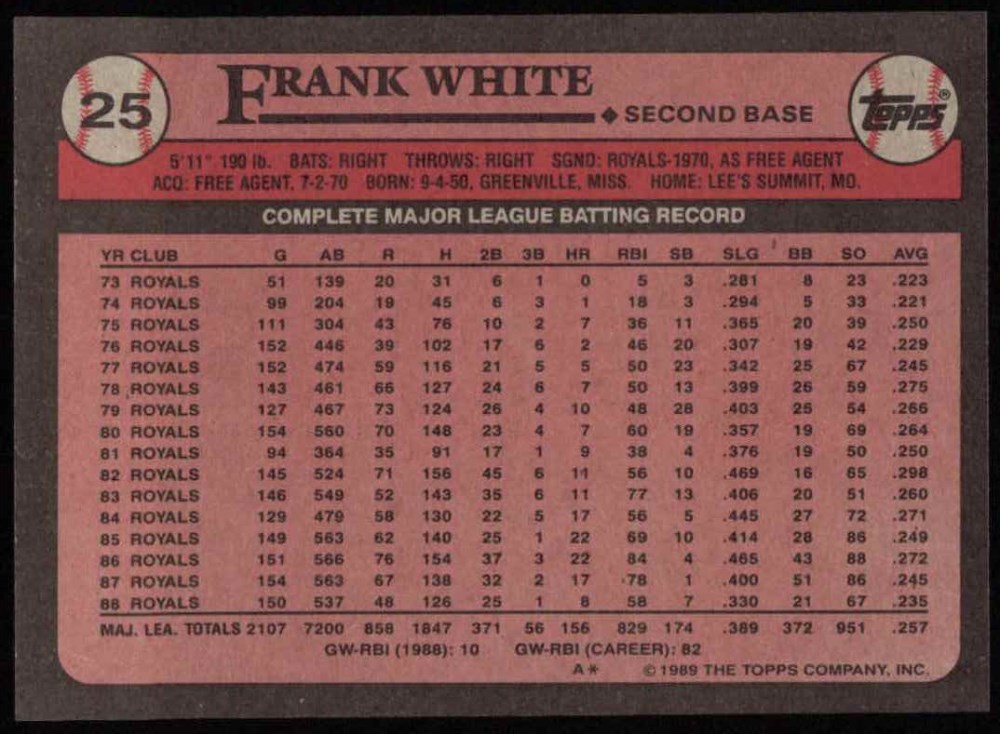 25
FRANK WHITE
◆ SECOND BASE
Topps®
5'11" 190 lb. BATS: RIGHT THROWS: RIGHT SGND: ROYALS-1970, AS FREE AGENT
ACQ: FREE AGENT, 7-2-70 BORN: 9-4-50, GREENVILLE, MISS. HOME: LEE'S SUMMIT, MO.
COMPLETE MAJOR LEAGUE BATTING RECORD
YR CLUB G AB R H 2B 3B HR RBI SB SLG BB SO AVG
73 ROYALS 51 139 20 31 6 1 0 5 3 .281 8 23 .223
74 ROYALS 99 204 19 45 6 3 1 18 3 .294 5 33 .221
75 ROYALS 111 304 43 76 10 2 7 36 11 .365 20 39 .250
76 ROYALS 152 446 39 102 17 6 2 46 20 .307 19 42 .229
77 ROYALS 152 474 59 116 21 5 5 50 23 .342 25 67 .245
78 ROYALS 143 461 66 127 24 6 7 50 13 .399 26 59 .275
79 ROYALS 127 467 73 124 26 4 10 48 28 .403 25 54 .266
80 ROYALS 154 560 70 148 23 4 7 60 19 .357 19 69 .264
81 ROYALS 94 364 35 91 17 1 9 38 4 .376 19 50 .250
82 ROYALS 145 524 71 156 45 6 11 56 10 .469 16 65 .298
83 ROYALS 146 549 52 143 35 6 11 77 13 .406 20 51 .260
84 ROYALS 129 479 58 130 22 5 17 56 5 .445 27 72 .271
85 ROYALS 149 563 62 140 25 1 22 69 10 .414 28 86 .249
86 ROYALS 151 566 76 154 37 3 22 84 4 .465 43 88 .272
87 ROYALS 154 563 67 138 32 2 17 78 1 .400 51 86 .245
88 ROYALS 150 537 48 126 25 1 8 58 7 .330 21 67 .235
MAJ. LEA. TOTALS 2107 7200 858 1847 371 56 156 829 174 .389 372 951 .257
GW-RBI (1988): 10 GW-RBI (CAREER): 82
A* © 1989 THE TOPPS COMPANY, INC.